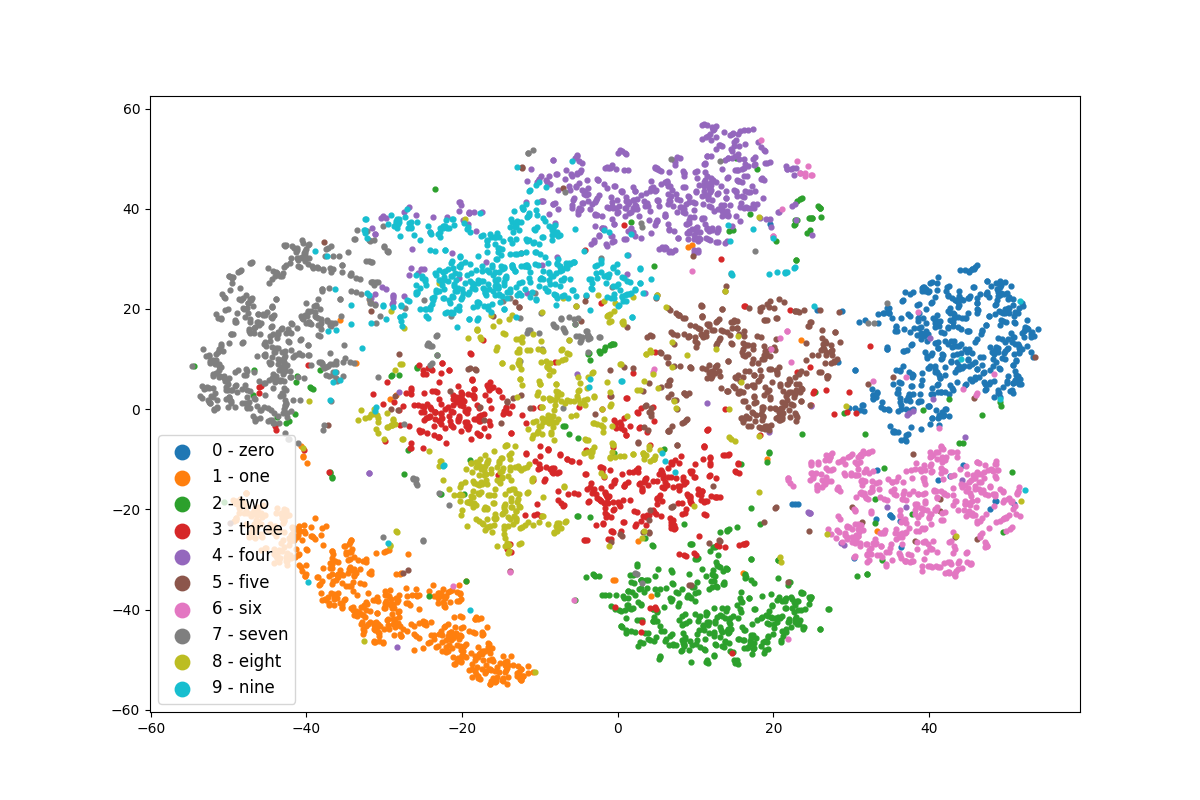 60
40
20
0
−20
−40
−60
−60
−40
−20
0
20
40
0 - zero
1 - one
2 - two
3 - three
4 - four
5 - five
6 - six
7 - seven
8 - eight
9 - nine